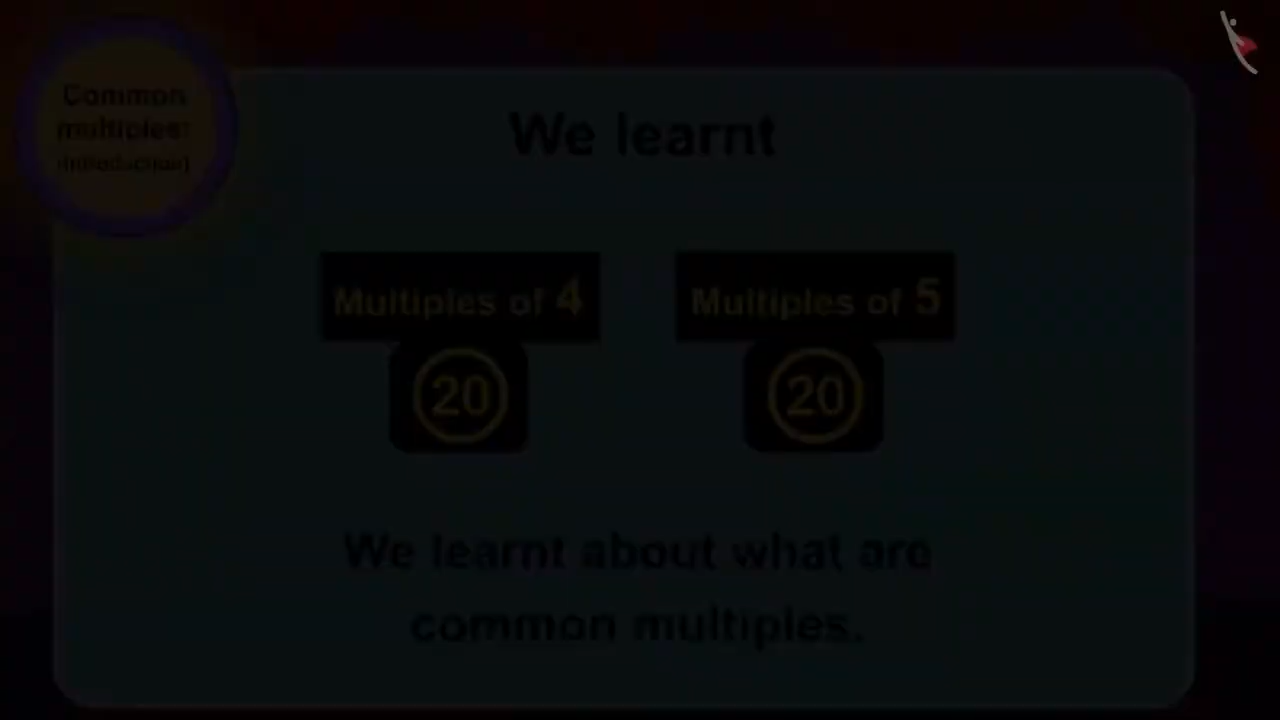 Common
multiples:
(Introduction)
We learnt
Multiples of 4
Multiples of 5
20
20
We learnt about what are
common multiples.